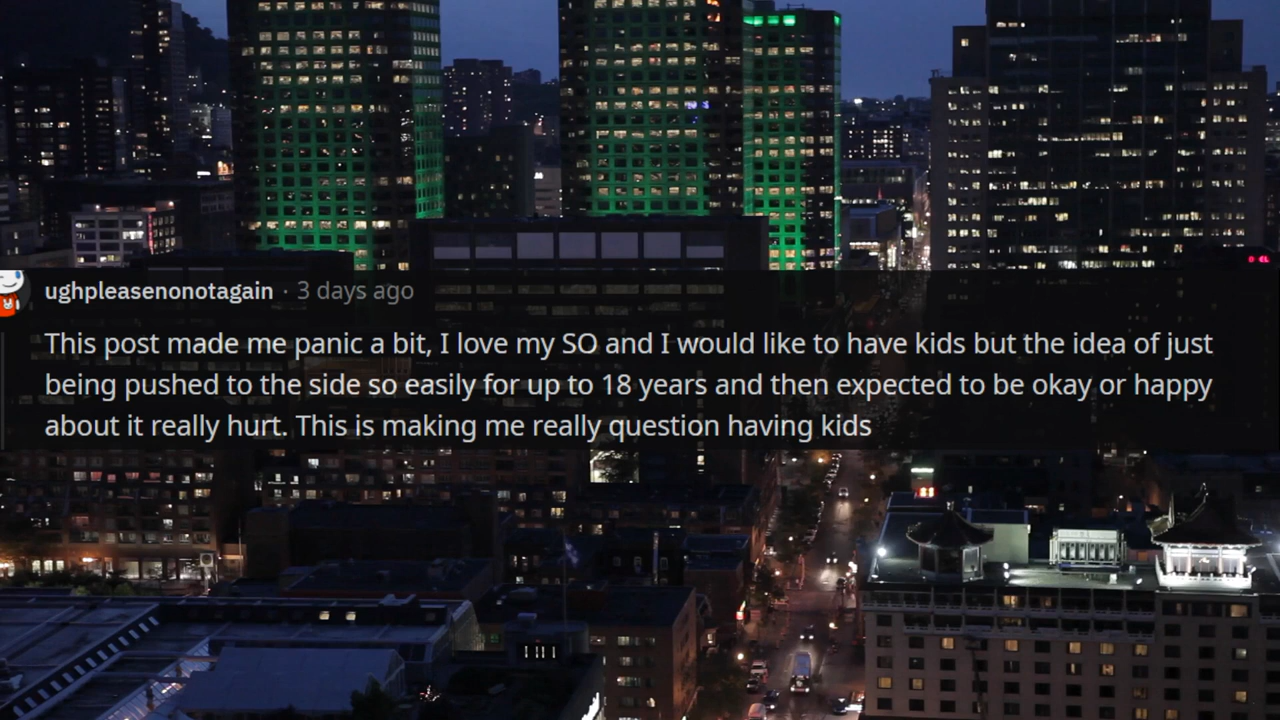 ughpleasenonotagain · 3 days ago
This post made me panic a bit, I love my SO and I would like to have kids but the idea of just
being pushed to the side so easily for up to 18 years and then expected to be okay or happy
about it really hurt. This is making me really question having kids